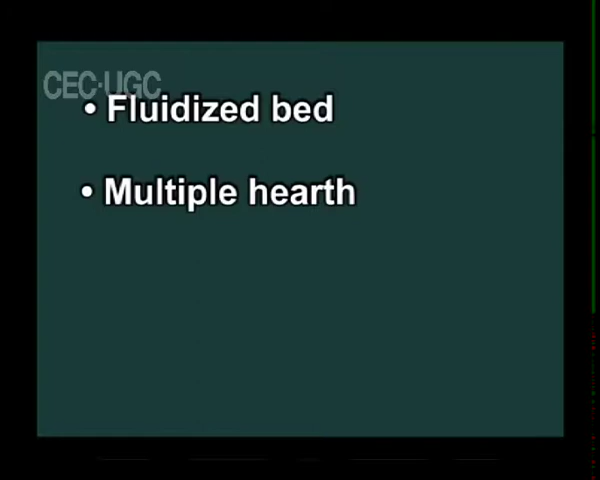 CEC-UGC
• Fluidized bed
• Multiple hearth